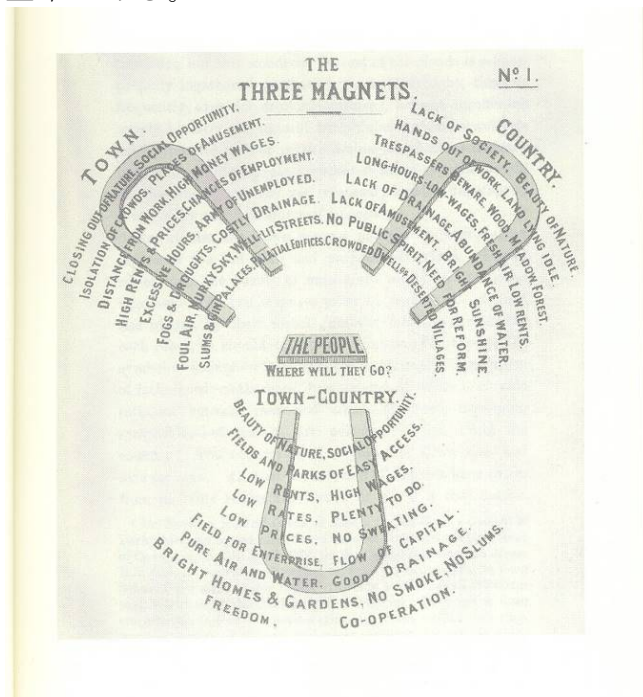 THE
THREE MAGNETS.
Nº 1.
TOWN.
CLOSING OUT OF NATURE. SOCIAL OPPORTUNITY.
ISOLATION OF CROWDS. PLACES OF AMUSEMENT.
DISTANCE FROM WORK. HIGH MONEY WAGES.
HIGH RENTS & PRICES. CHANCES OF EMPLOYMENT.
EXCESSIVE HOURS. ARMY OF UNEMPLOYED.
FOGS & DROUGHTS. COSTLY DRAINAGE.
FOUL AIR. MURKY SKY. WELL-LIT STREETS.
SLUMS & GIN PALACES. PALATIAL EDIFICES.
COUNTRY.
LACK OF SOCIETY. BEAUTY OF NATURE.
HANDS OUT OF WORK. LAND LYING IDLE.
TRESPASSERS BEWARE. WOOD, MEADOW, FOREST.
LONG-HOURS-LOW-WAGES. FRESH AIR. LOW RENTS.
LACK OF DRAINAGE. ABUNDANCE OF WATER.
LACK OF AMUSEMENT. BRIGHT SUNSHINE.
NO PUBLIC SPIRIT. NEED FOR REFORM.
CROWDED DWELLGS. DESERTED VILLAGES.
THE PEOPLE
WHERE WILL THEY GO?
TOWN-COUNTRY.
BEAUTY OF NATURE, SOCIAL OPPORTUNITY.
FIELDS AND PARKS OF EASY ACCESS.
LOW RENTS, HIGH WAGES.
LOW RATES, PLENTY TO DO.
LOW PRICES, NO SWEATING.
FIELD FOR ENTERPRISE, FLOW OF CAPITAL.
PURE AIR AND WATER. GOOD DRAINAGE.
BRIGHT HOMES & GARDENS, NO SMOKE, NO SLUMS.
FREEDOM. CO-OPERATION.